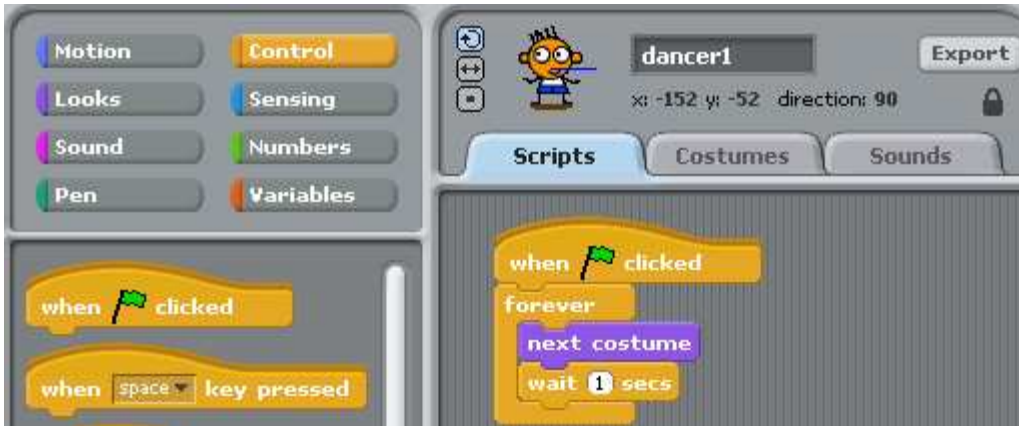 Motion
Control
Looks
Sensing
Sound
Numbers
Pen
Variables
when clicked
when space key pressed
dancer1
Export
x: -152 y: -52 direction: 90
Scripts
Costumes
Sounds
when clicked
forever
next costume
wait 1 secs